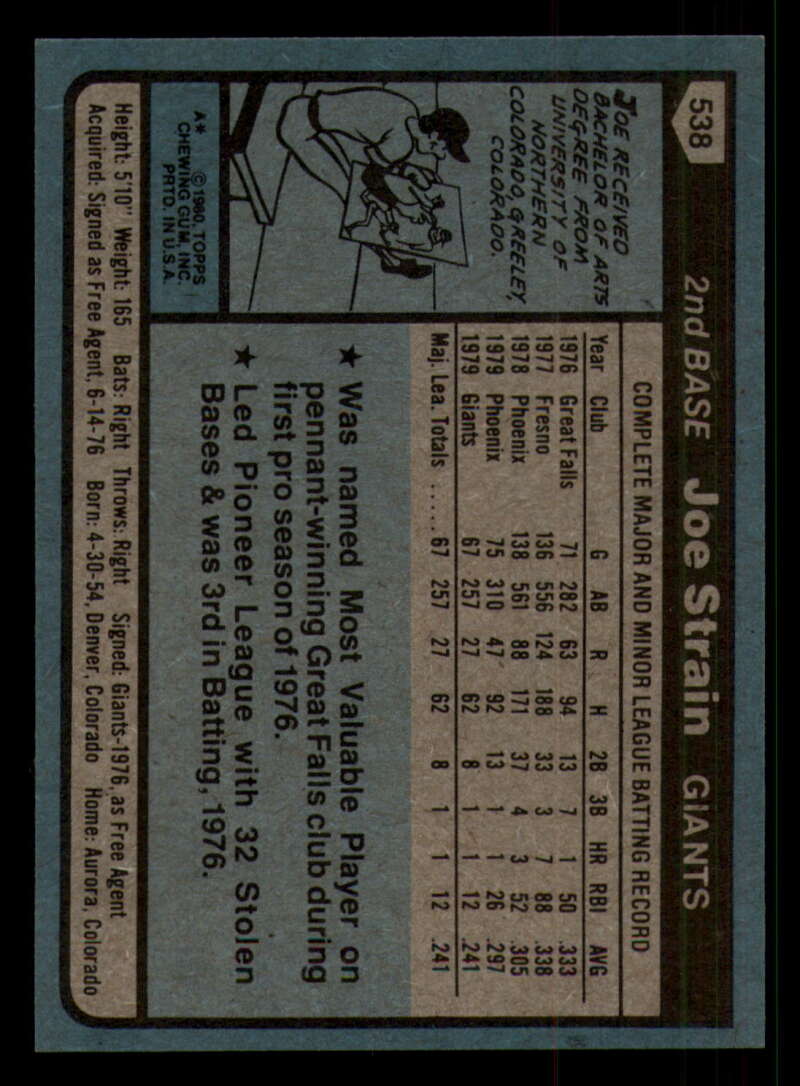 538
2nd BASE Joe Strain GIANTS
JOE RECEIVED
BACHELOR OF ARTS
DEGREE FROM
UNIVERSITY OF
NORTHERN
COLORADO, GREELEY,
COLORADO.
A* © 1980, TOPPS
CHEWING GUM, INC.
PRTD. IN U.S.A.
COMPLETE MAJOR AND MINOR LEAGUE BATTING RECORD
Year Club G AB R H 2B 3B HR RBI AVG
1976 Great Falls 71 282 63 94 13 7 1 50 .333
1977 Fresno 136 556 124 188 33 3 7 88 .338
1978 Phoenix 138 561 88 171 37 4 3 52 .305
1979 Phoenix 75 310 47 92 13 1 1 26 .297
1979 Giants 67 257 27 62 8 1 1 12 .241
Maj. Lea. Totals ..... 67 257 27 62 8 1 1 12 .241
★ Was named Most Valuable Player on
pennant-winning Great Falls club during
first pro season of 1976.
★ Led Pioneer League with 32 Stolen
Bases & was 3rd in Batting, 1976.
Height: 5'10" Weight: 165 Bats: Right Throws: Right Signed: Giants-1976, as Free Agent
Acquired: Signed as Free Agent, 6-14-76 Born: 4-30-54, Denver, Colorado Home: Aurora, Colorado